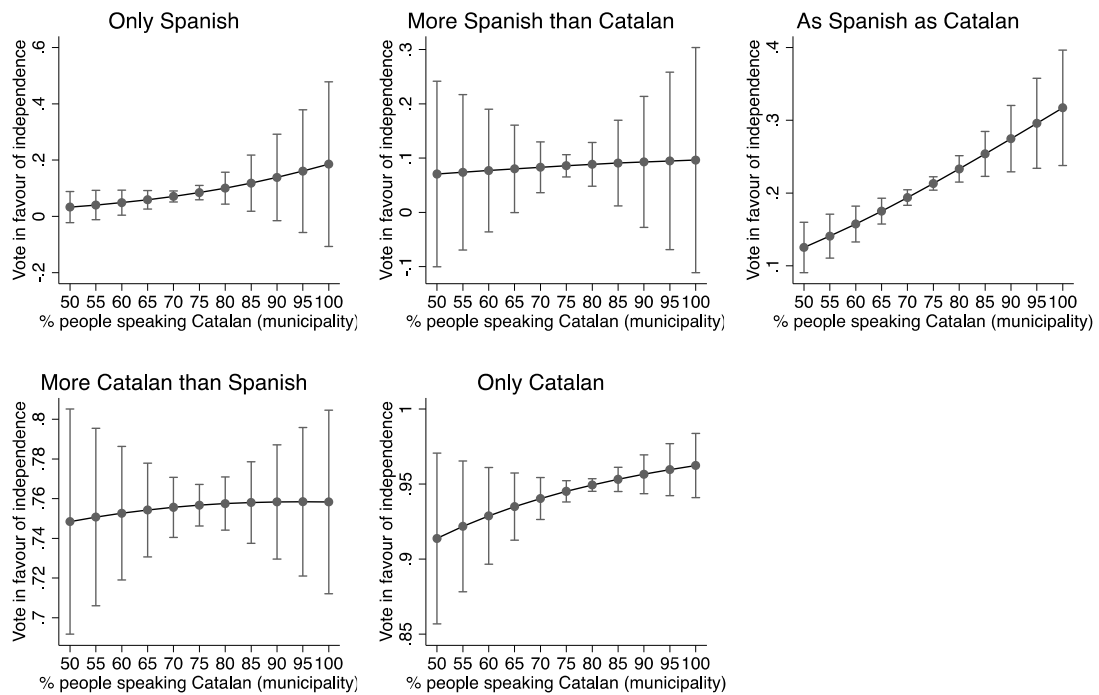 Only Spanish
Vote in favour of independence
.6
.4
.2
0
-.2
50 55 60 65 70 75 80 85 90 95 100
% people speaking Catalan (municipality)
More Spanish than Catalan
Vote in favour of independence
.3
.2
.1
0
-.1
50 55 60 65 70 75 80 85 90 95 100
% people speaking Catalan (municipality)
As Spanish as Catalan
Vote in favour of independence
.4
.3
.2
.1
50 55 60 65 70 75 80 85 90 95 100
% people speaking Catalan (municipality)
More Catalan than Spanish
Vote in favour of independence
.8
.78
.76
.74
.72
.7
50 55 60 65 70 75 80 85 90 95 100
% people speaking Catalan (municipality)
Only Catalan
Vote in favour of independence
1
.95
.9
.85
50 55 60 65 70 75 80 85 90 95 100
% people speaking Catalan (municipality)